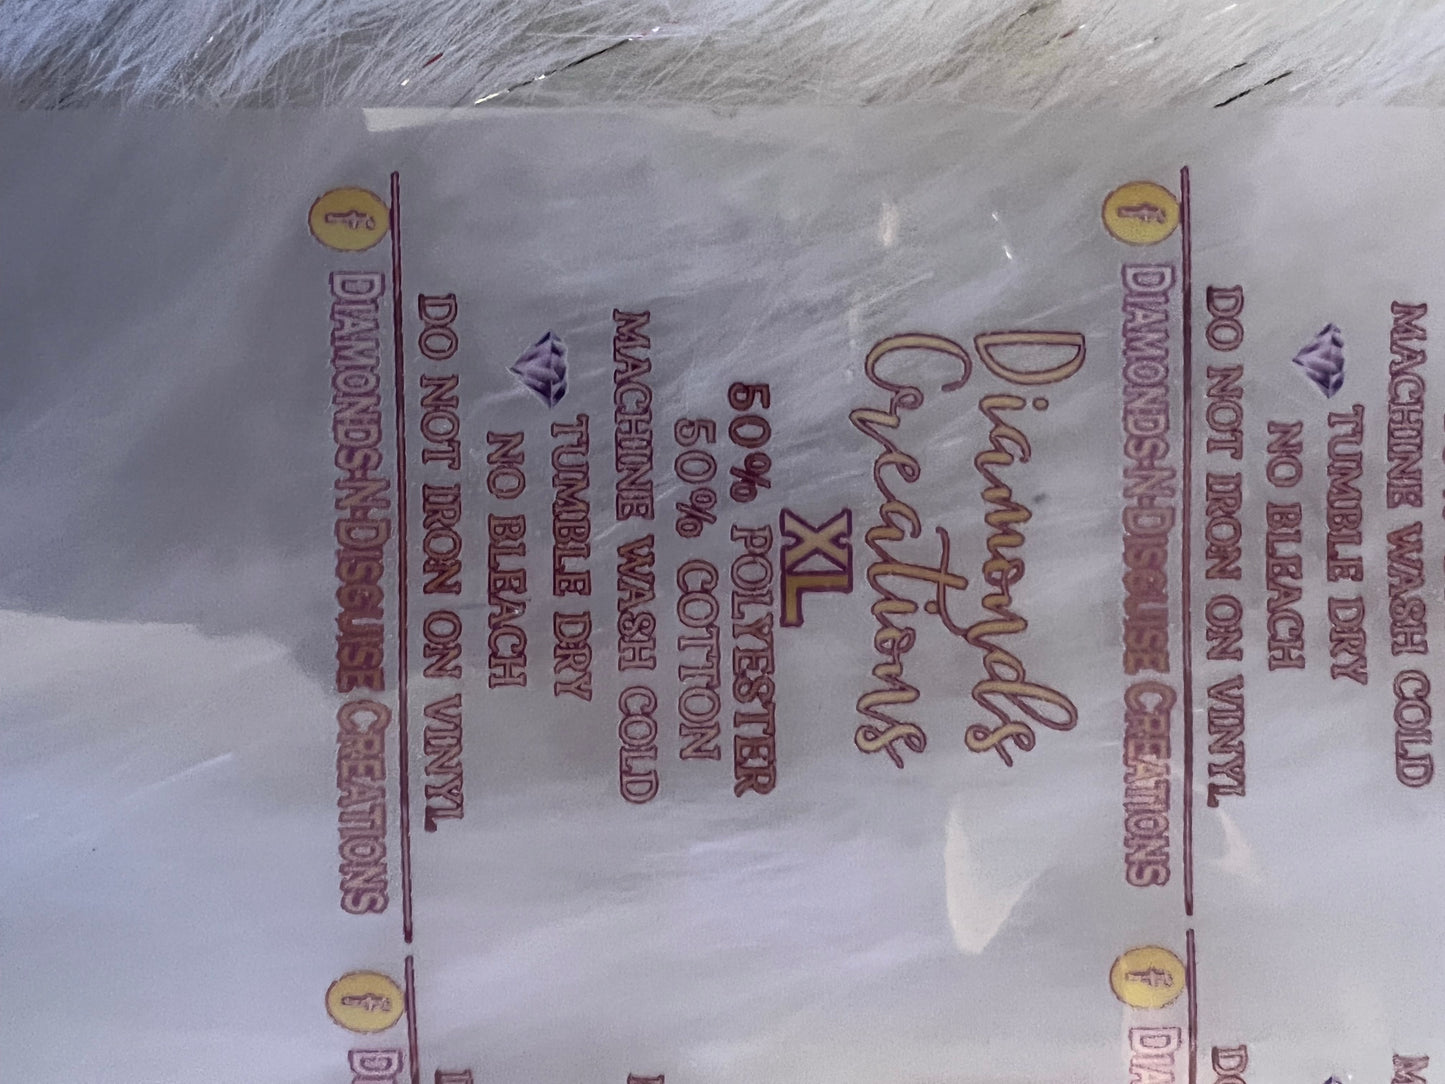 MACHINE WASH COLD
TUMBLE DRY
NO BLEACH
DO NOT IRON ON VINYL
f DIAMONDS-N-DISGUISE CREATIONS
Diamonds
Creations
XL
50% POLYESTER
50% COTTON
MACHINE WASH COLD
TUMBLE DRY
NO BLEACH
DO NOT IRON ON VINYL
f DIAMONDS-N-DISGUISE CREATIONS